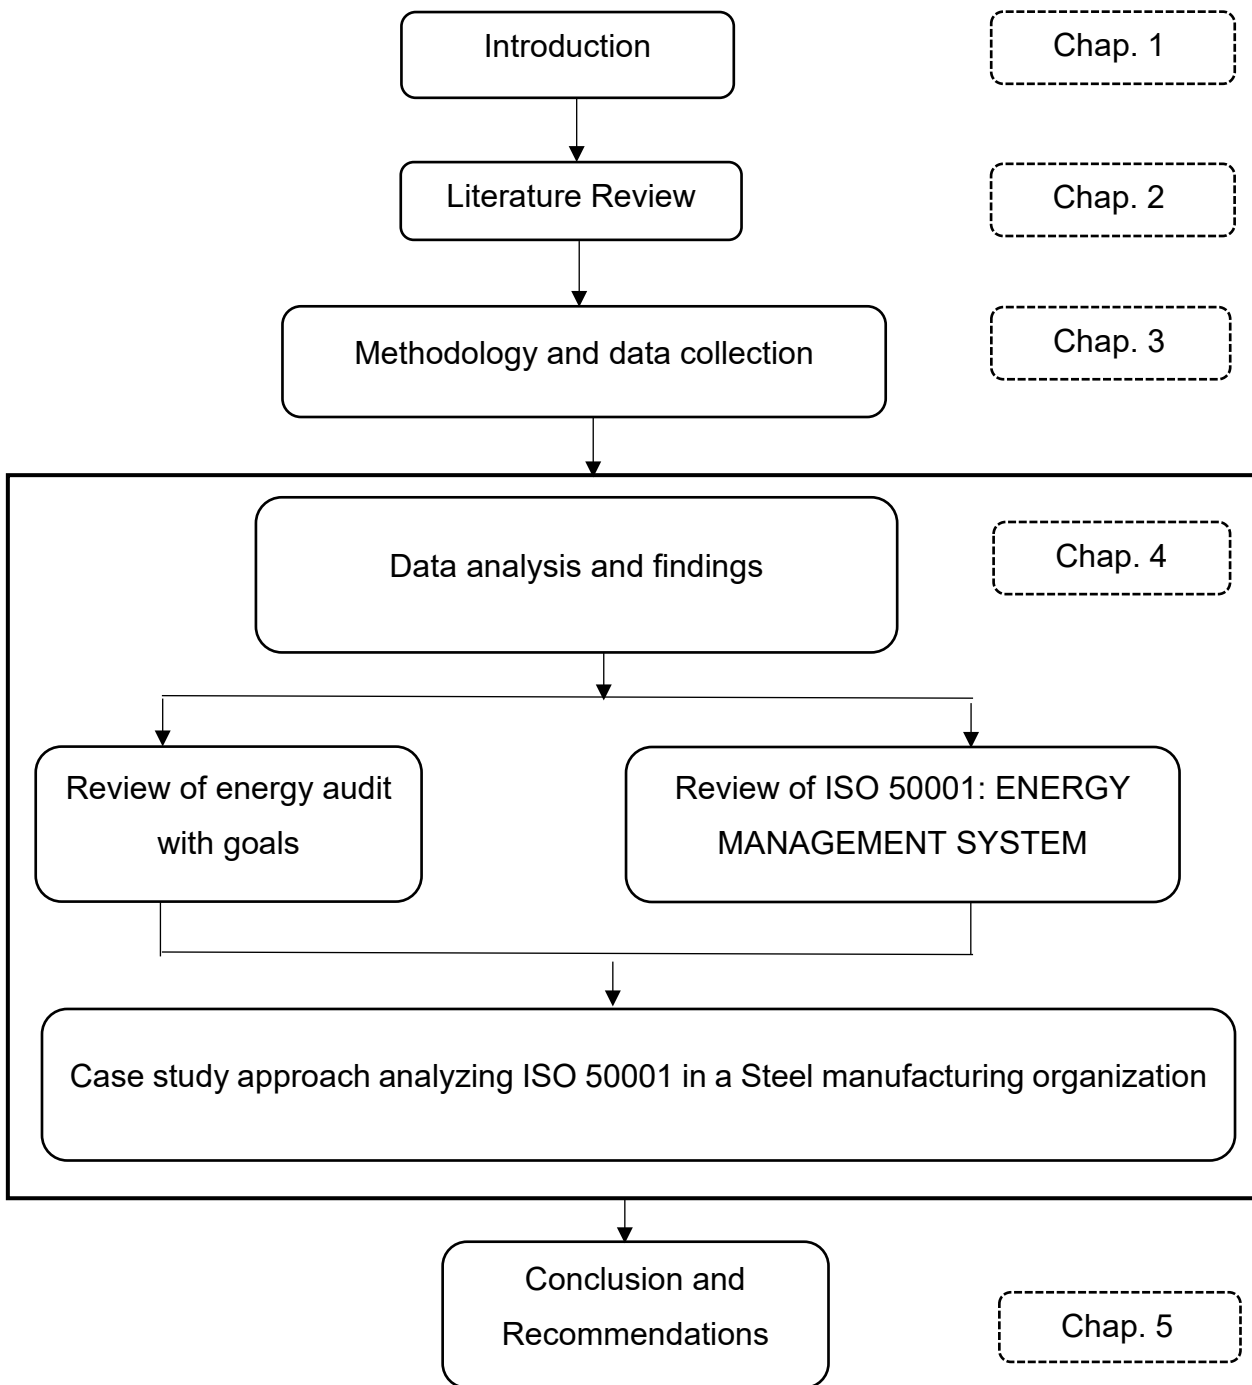 Introduction
Chap. 1
Literature Review
Chap. 2
Methodology and data collection
Chap. 3
Data analysis and findings
Chap. 4
Review of energy audit
with goals
Review of ISO 50001: ENERGY
MANAGEMENT SYSTEM
Case study approach analyzing ISO 50001 in a Steel manufacturing organization
Conclusion and
Recommendations
Chap. 5